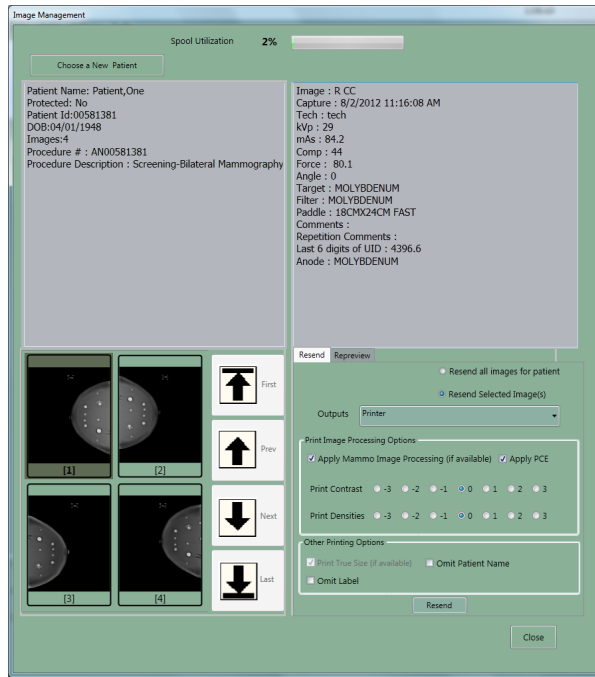 Image Management
Spool Utilization 2%
Choose a New Patient
Patient Name: Patient,One
Protected: No
Patient Id:00581381
DOB:04/01/1948
Images:4
Procedure # : AN00581381
Procedure Description : Screening-Bilateral Mammography
Image : R CC
Capture : 8/2/2012 11:16:08 AM
Tech : tech
kVp : 29
mAs : 84.2
Comp : 44
Force : 80.1
Angle : 0
Target : MOLYBDENUM
Filter : MOLYBDENUM
Paddle : 18CMX24CM FAST
Comments :
Repetition Comments :
Last 6 digits of UID : 4396.6
Anode : MOLYBDENUM
[1]
[2]
[3]
[4]
First
Prev
Next
Last
Resend Repreview
Resend all images for patient
Resend Selected Image(s)
Outputs Printer
Print Image Processing Options
Apply Mammo Image Processing (if available) Apply PCE
Print Contrast -3 -2 -1 0 1 2 3
Print Densities -3 -2 -1 0 1 2 3
Other Printing Options
Print True Size (if available) Omit Patient Name
Omit Label
Resend
Close